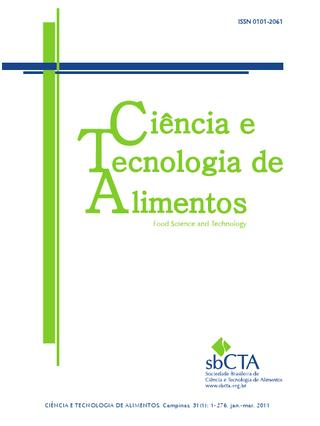 ISSN 0101-2061
Ciência e
Tecnologia de
Alimentos
Food Science and Technology
sbCTA
Sociedade Brasileira de
Ciência e Tecnologia de Alimentos
www.sbcta.org.br
CIÊNCIA E TECNOLOGIA DE ALIMENTOS, Campinas, 31(1): 1-276, jan.-mar. 2011